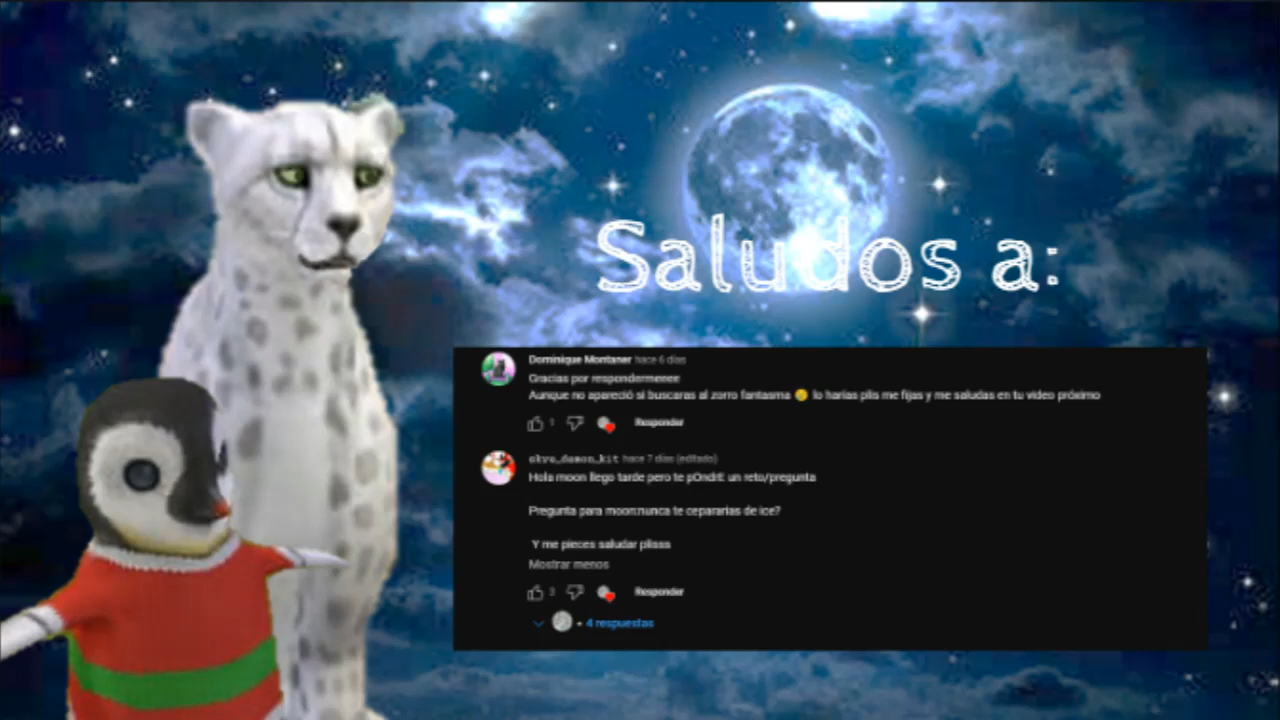 Saludos a:
Dominique Montaner hace 6 días
Gracias por respondermeeee
Aunque no apareció si buscaras al zorro fantasma 😢 lo harías plis me fijas y me saludas en tu video próximo
1 Responder
hace 7 días (editado)
Hola moon llego tarde pero te pOndrE un reto/pregunta
Pregunta para moon:nunca te cepararias de ice?
Y me pieces saludar plisss
Mostrar menos
3 Responder
4 respuestas